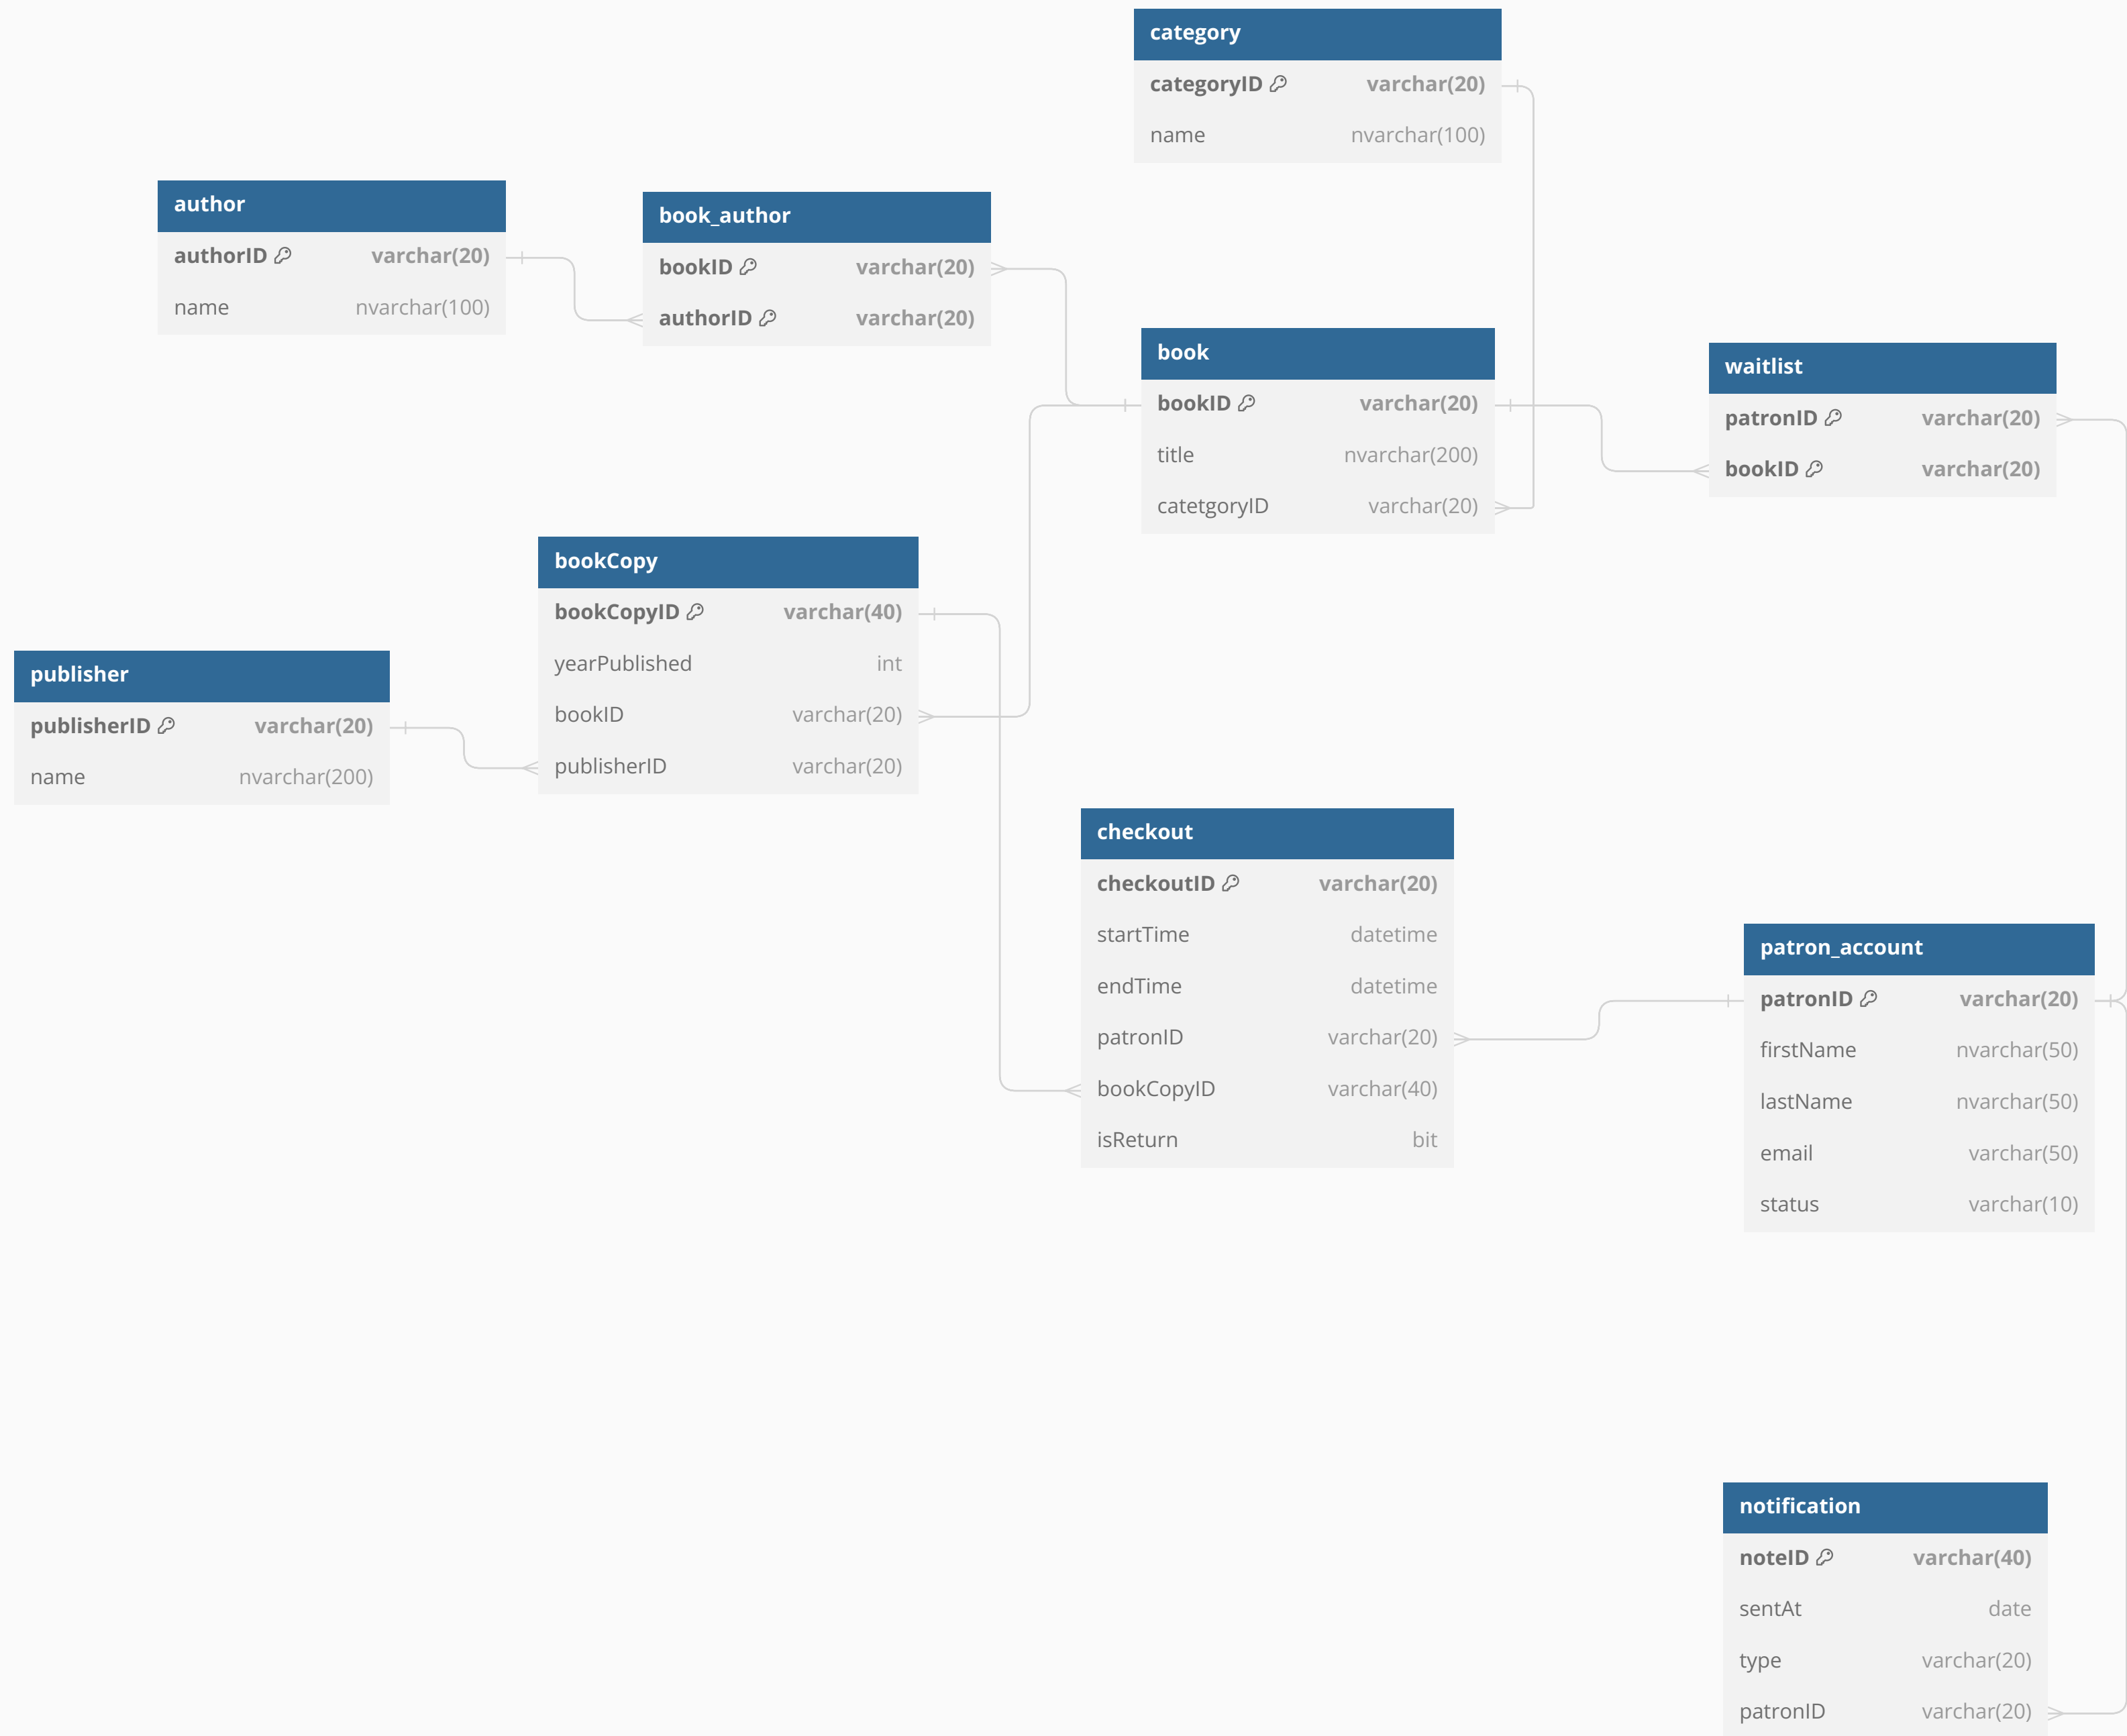 category
categoryID varchar(20)
name nvarchar(100)
author
authorID varchar(20)
name nvarchar(100)
book_author
bookID varchar(20)
authorID varchar(20)
book
bookID varchar(20)
title nvarchar(200)
catetgoryID varchar(20)
waitlist
patronID varchar(20)
bookID varchar(20)
bookCopy
bookCopyID varchar(40)
yearPublished int
bookID varchar(20)
publisherID varchar(20)
publisher
publisherID varchar(20)
name nvarchar(200)
checkout
checkoutID varchar(20)
startTime datetime
endTime datetime
patronID varchar(20)
bookCopyID varchar(40)
isReturn bit
patron_account
patronID varchar(20)
firstName nvarchar(50)
lastName nvarchar(50)
email varchar(50)
status varchar(10)
notification
noteID varchar(40)
sentAt date
type varchar(20)
patronID varchar(20)